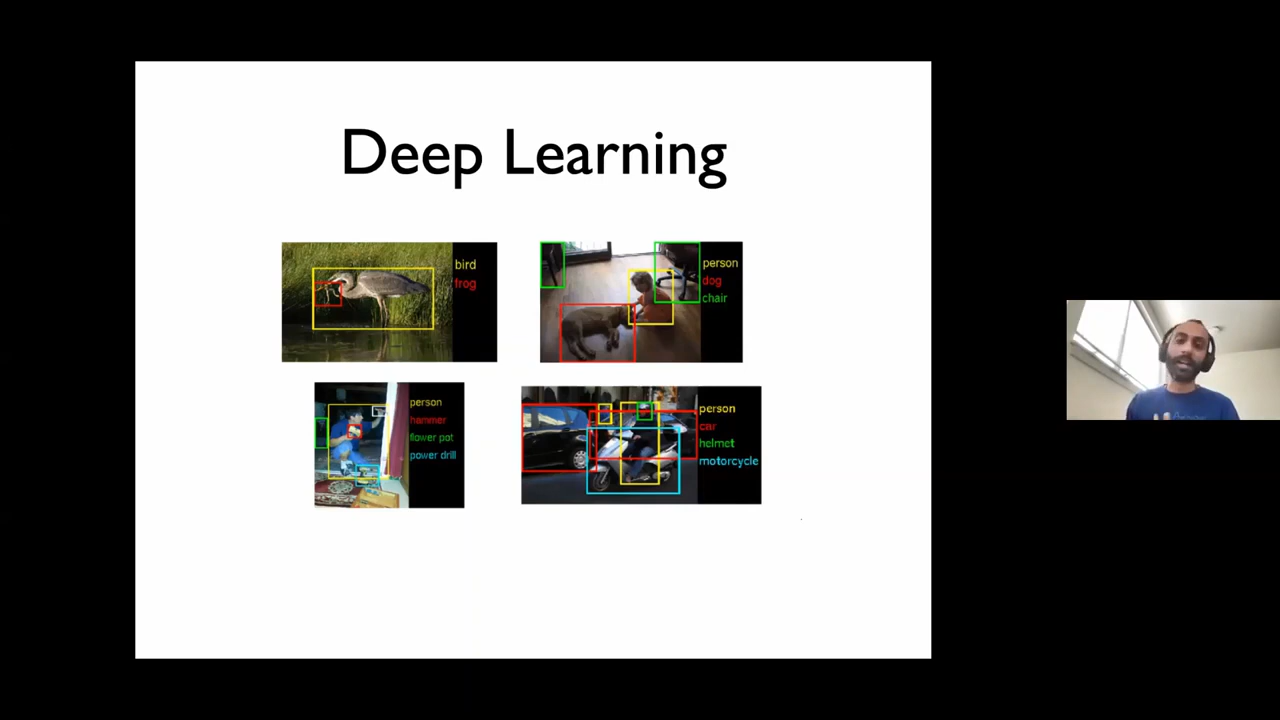 Deep Learning
bird
frog
person
dog
chair
person
hammer
flower pot
power drill
person
car
helmet
motorcycle